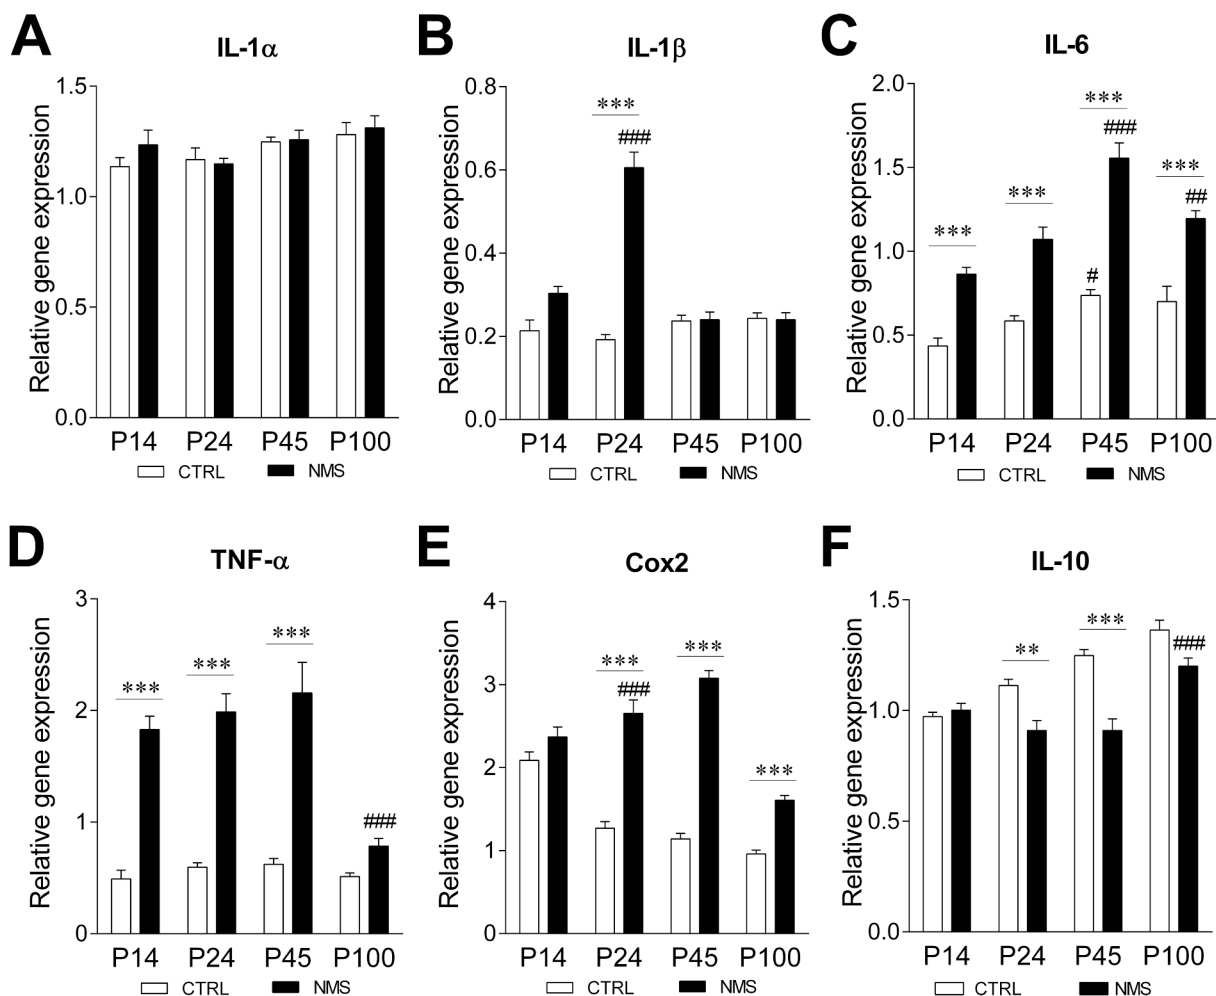 A
IL-1α
Relative gene expression
1.5
1.0
0.5
0.0
P14 P24 P45 P100
CTRL NMS
B
IL-1β
Relative gene expression
0.8
0.6
0.4
0.2
0.0
***
###
P14 P24 P45 P100
CTRL NMS
C
IL-6
Relative gene expression
2.0
1.5
1.0
0.5
0.0
***
***
#
***
###
***
##
P14 P24 P45 P100
CTRL NMS
D
TNF-α
Relative gene expression
3
2
1
0
***
***
***
###
P14 P24 P45 P100
CTRL NMS
E
Cox2
Relative gene expression
4
3
2
1
0
***
###
***
***
P14 P24 P45 P100
CTRL NMS
F
IL-10
Relative gene expression
1.5
1.0
0.5
0.0
**
***
###
P14 P24 P45 P100
CTRL NMS